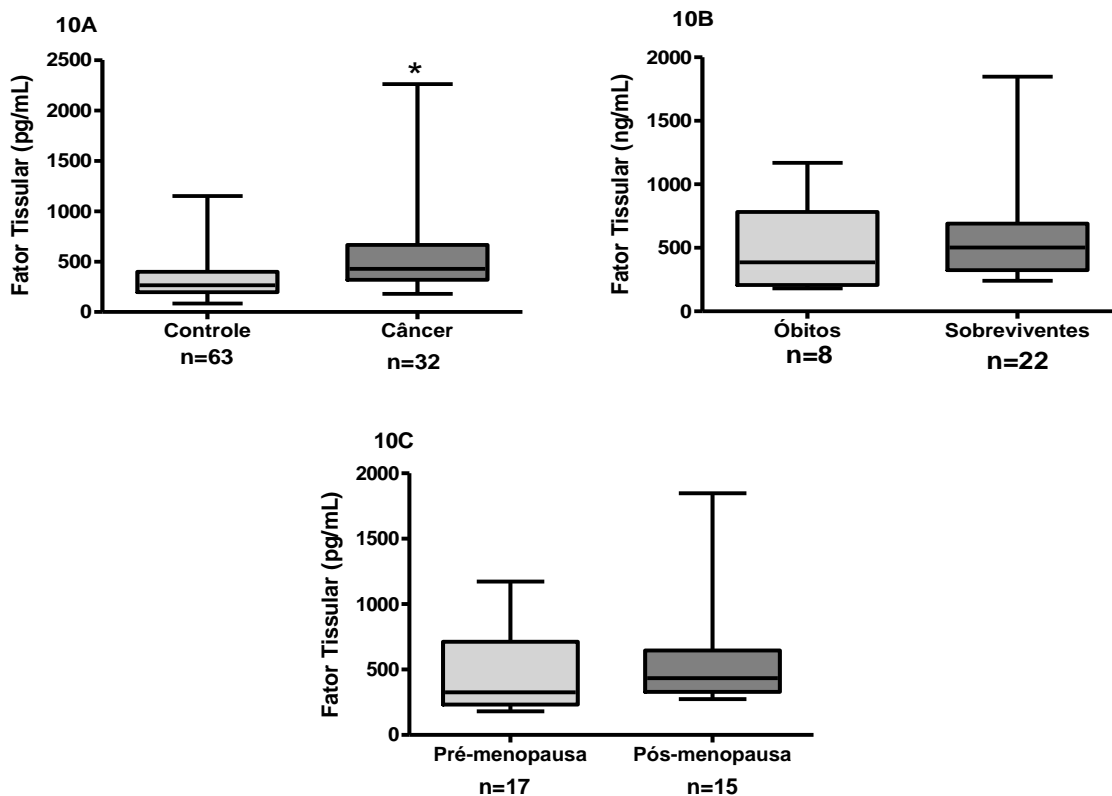 10A
Fator Tissular (pg/mL)
2500
2000
1500
1000
500
0
*
Controle
n=63
Câncer
n=32
10B
Fator Tissular (ng/mL)
2000
1500
1000
500
0
Óbitos
n=8
Sobreviventes
n=22
10C
Fator Tissular (pg/mL)
2000
1500
1000
500
0
Pré-menopausa
n=17
Pós-menopausa
n=15